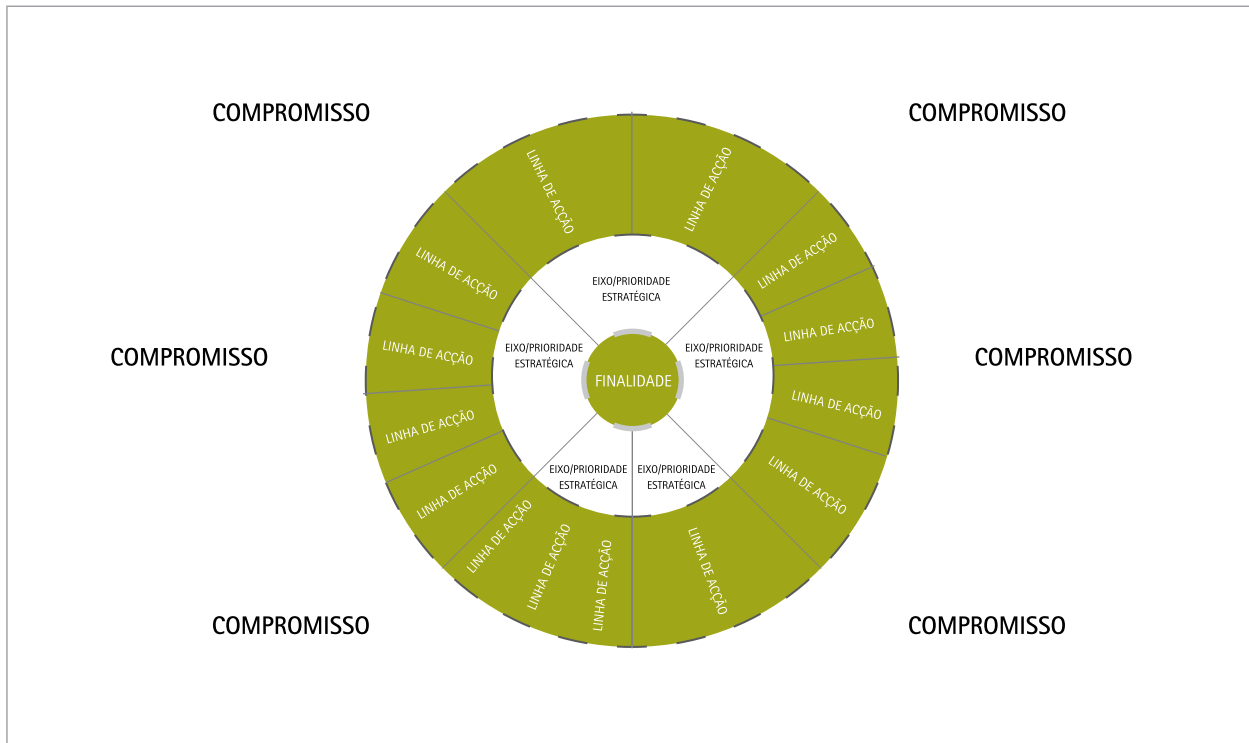 COMPROMISSO
COMPROMISSO
LINHA DE ACÇÃO
LINHA DE ACÇÃO
LINHA DE ACÇÃO
LINHA DE ACÇÃO
EIXO/PRIORIDADE
ESTRATÉGICA
LINHA DE ACÇÃO
LINHA DE ACÇÃO
COMPROMISSO
EIXO/PRIORIDADE
ESTRATÉGICA
EIXO/PRIORIDADE
ESTRATÉGICA
COMPROMISSO
FINALIDADE
LINHA DE ACÇÃO
LINHA DE ACÇÃO
EIXO/PRIORIDADE
ESTRATÉGICA
EIXO/PRIORIDADE
ESTRATÉGICA
LINHA DE ACÇÃO
LINHA DE ACÇÃO
LINHA DE ACÇÃO
LINHA DE ACÇÃO
LINHA DE ACÇÃO
LINHA DE ACÇÃO
COMPROMISSO
COMPROMISSO